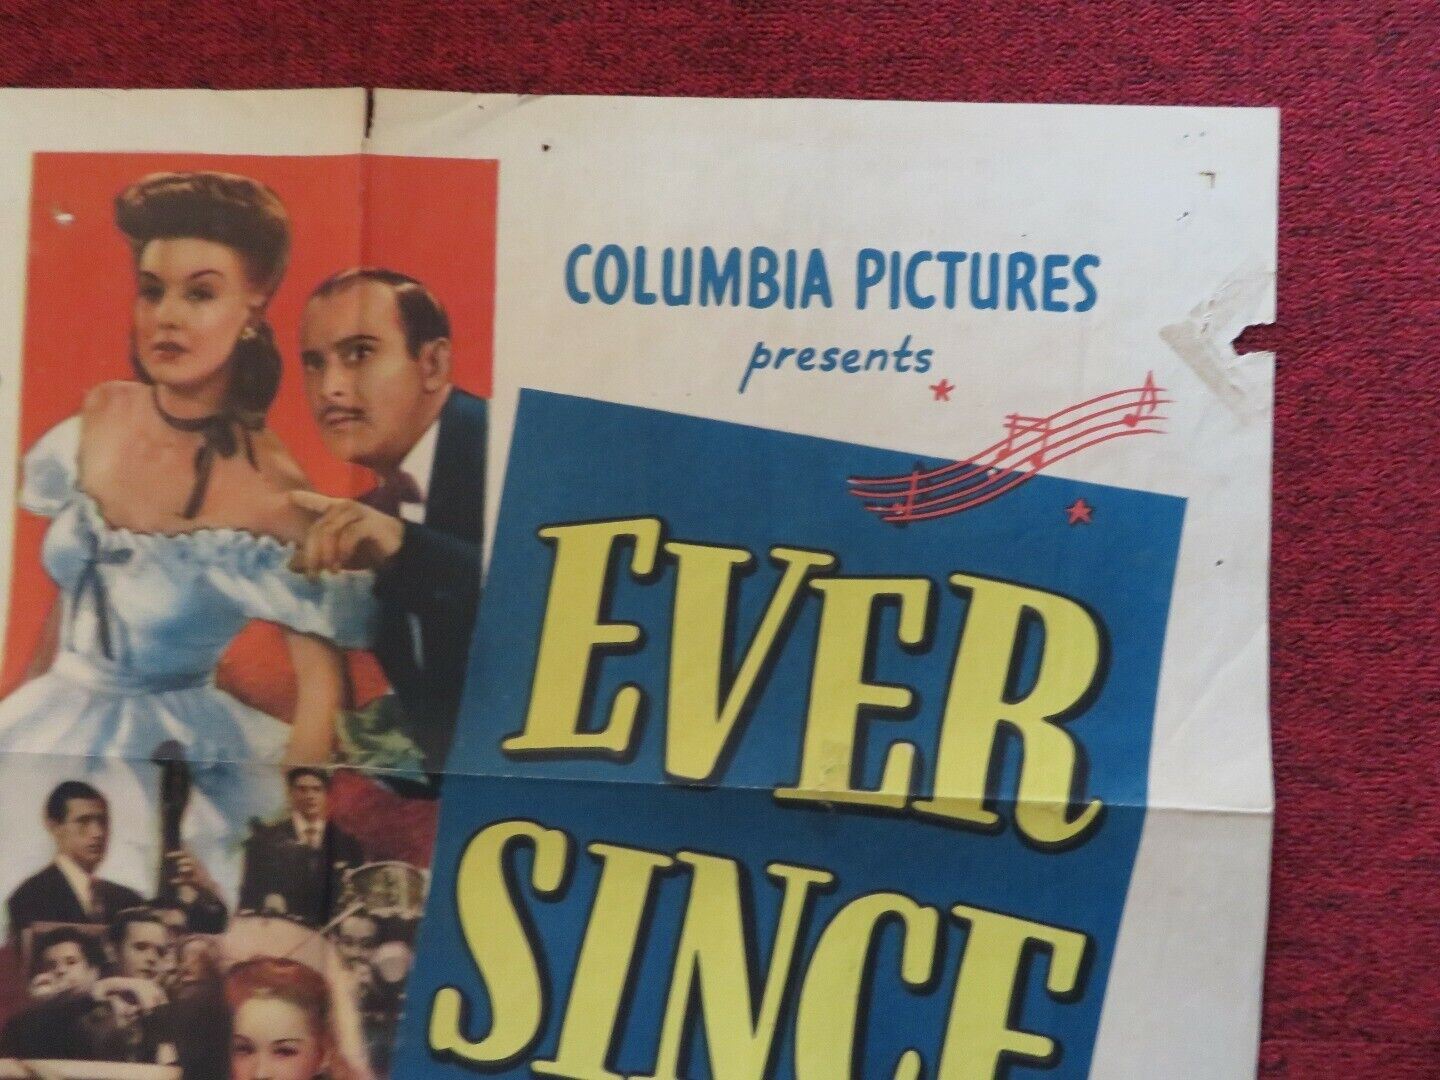 COLUMBIA PICTURES
presents
EVER
SINCE